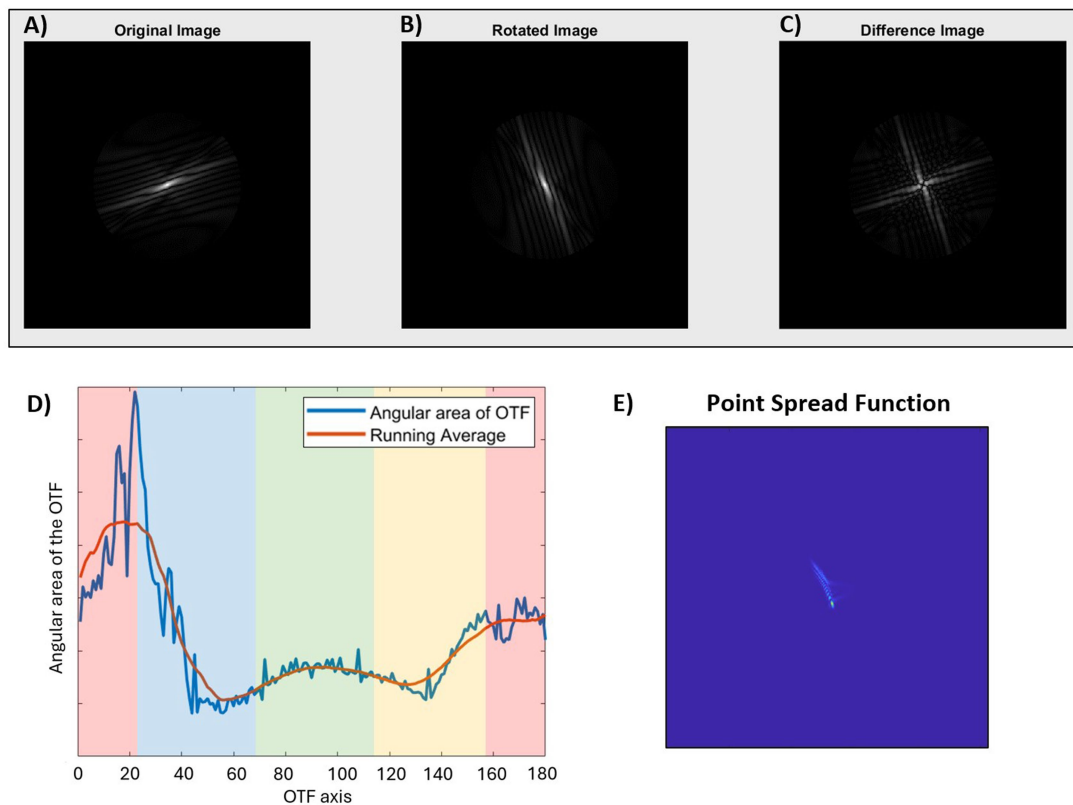 A)
Original Image
B)
Rotated Image
C)
Difference Image
D)
Angular area of OTF
Running Average
Angular area of the OTF
0 20 40 60 80 100 120 140 160 180
OTF axis
E)
Point Spread Function